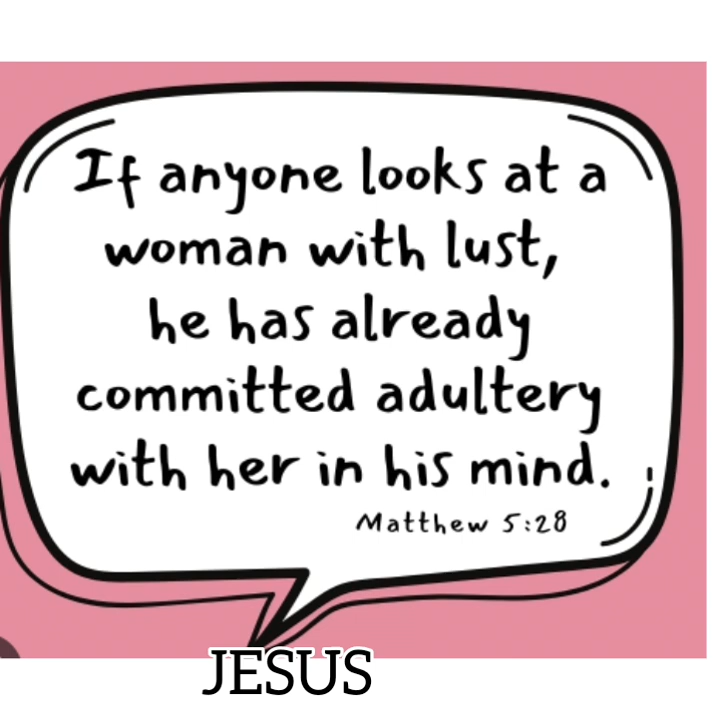 If anyone looks at a
woman with lust,
he has already
committed adultery
with her in his mind.
Matthew 5:28
JESUS